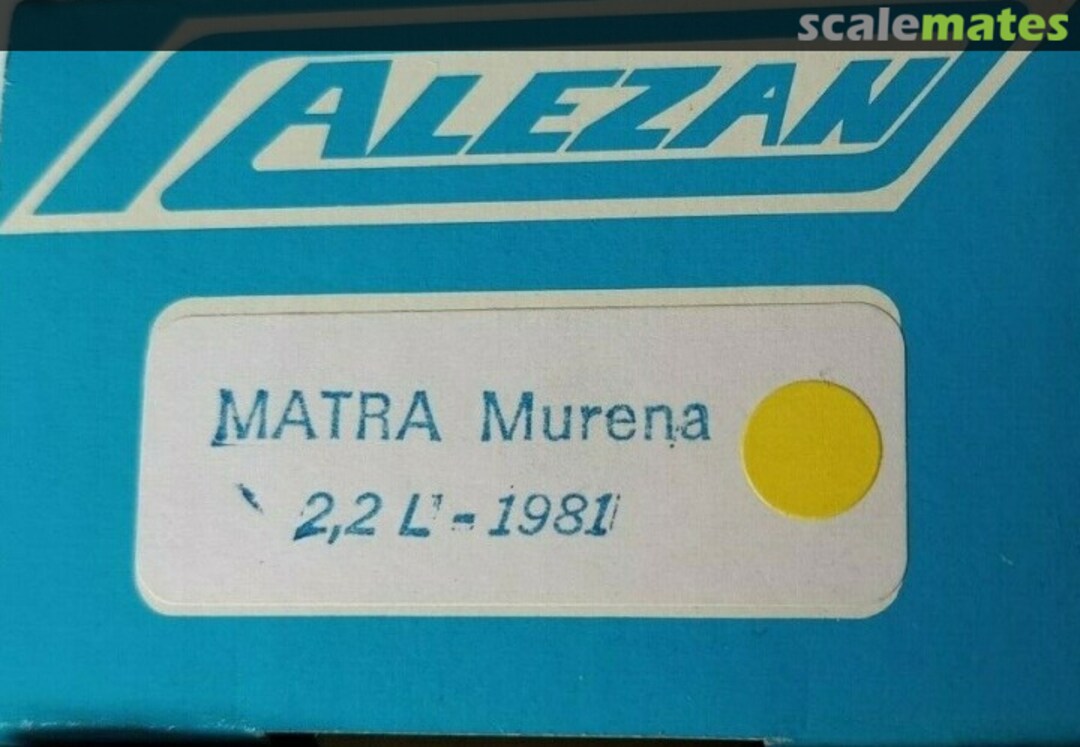 scalemates
ALEZAN
MATRA Murena
2,2 L - 1981